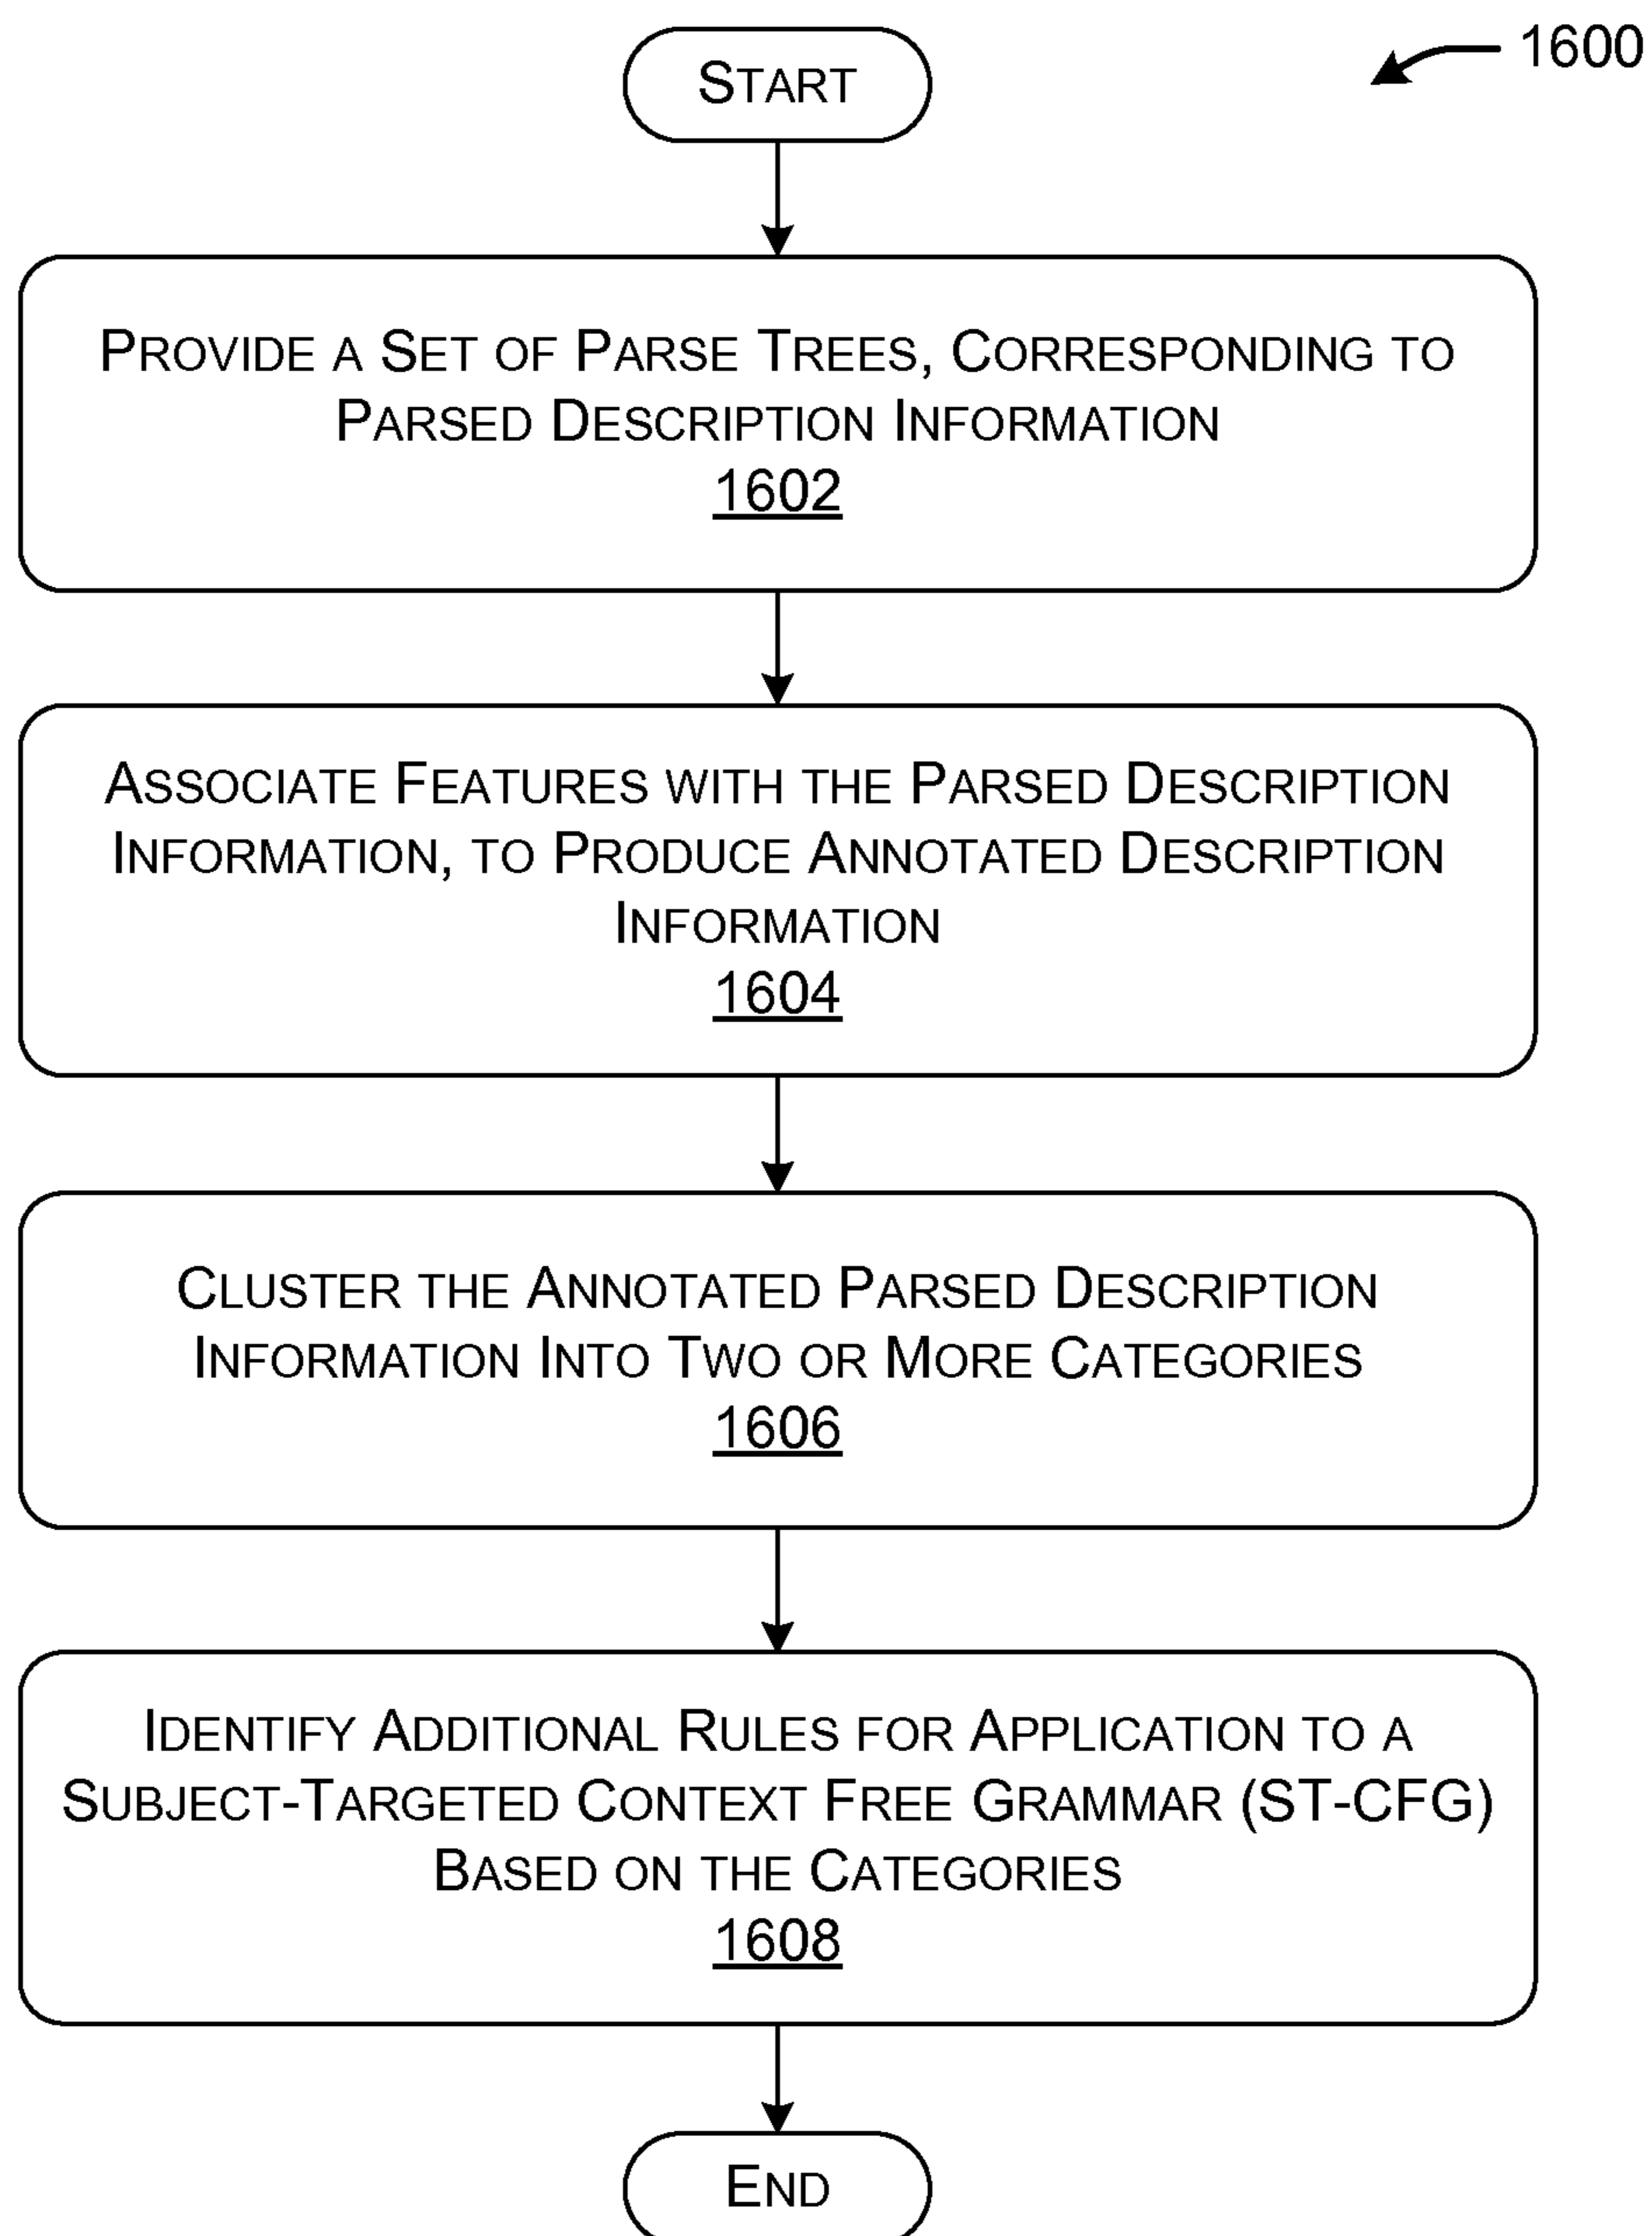 START
1600
PROVIDE A SET OF PARSE TREES, CORRESPONDING TO
PARSED DESCRIPTION INFORMATION
1602
ASSOCIATE FEATURES WITH THE PARSED DESCRIPTION
INFORMATION, TO PRODUCE ANNOTATED DESCRIPTION
INFORMATION
1604
CLUSTER THE ANNOTATED PARSED DESCRIPTION
INFORMATION INTO TWO OR MORE CATEGORIES
1606
IDENTIFY ADDITIONAL RULES FOR APPLICATION TO A
SUBJECT-TARGETED CONTEXT FREE GRAMMAR (ST-CFG)
BASED ON THE CATEGORIES
1608
END